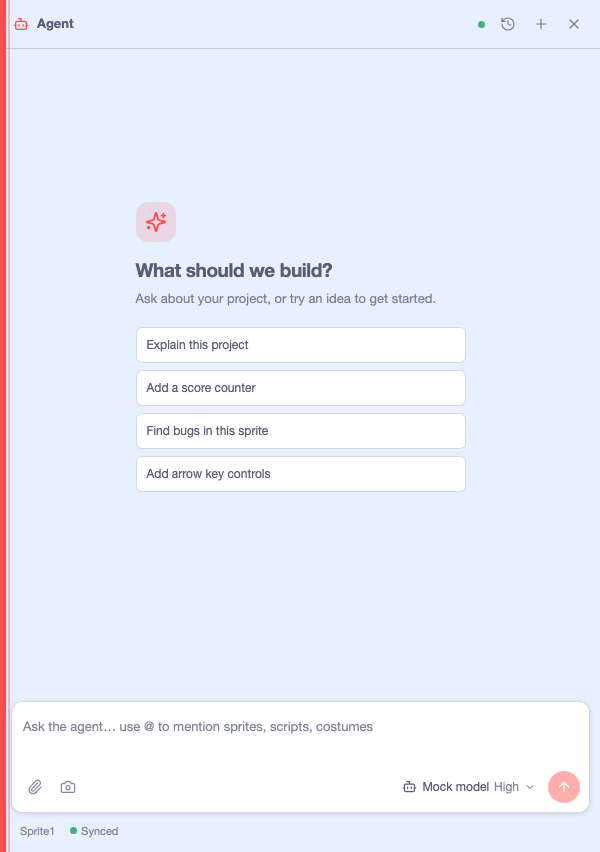 Agent
What should we build?
Ask about your project, or try an idea to get started.
Explain this project
Add a score counter
Find bugs in this sprite
Add arrow key controls
Ask the agent… use @ to mention sprites, scripts, costumes
Mock model High
Sprite1 Synced